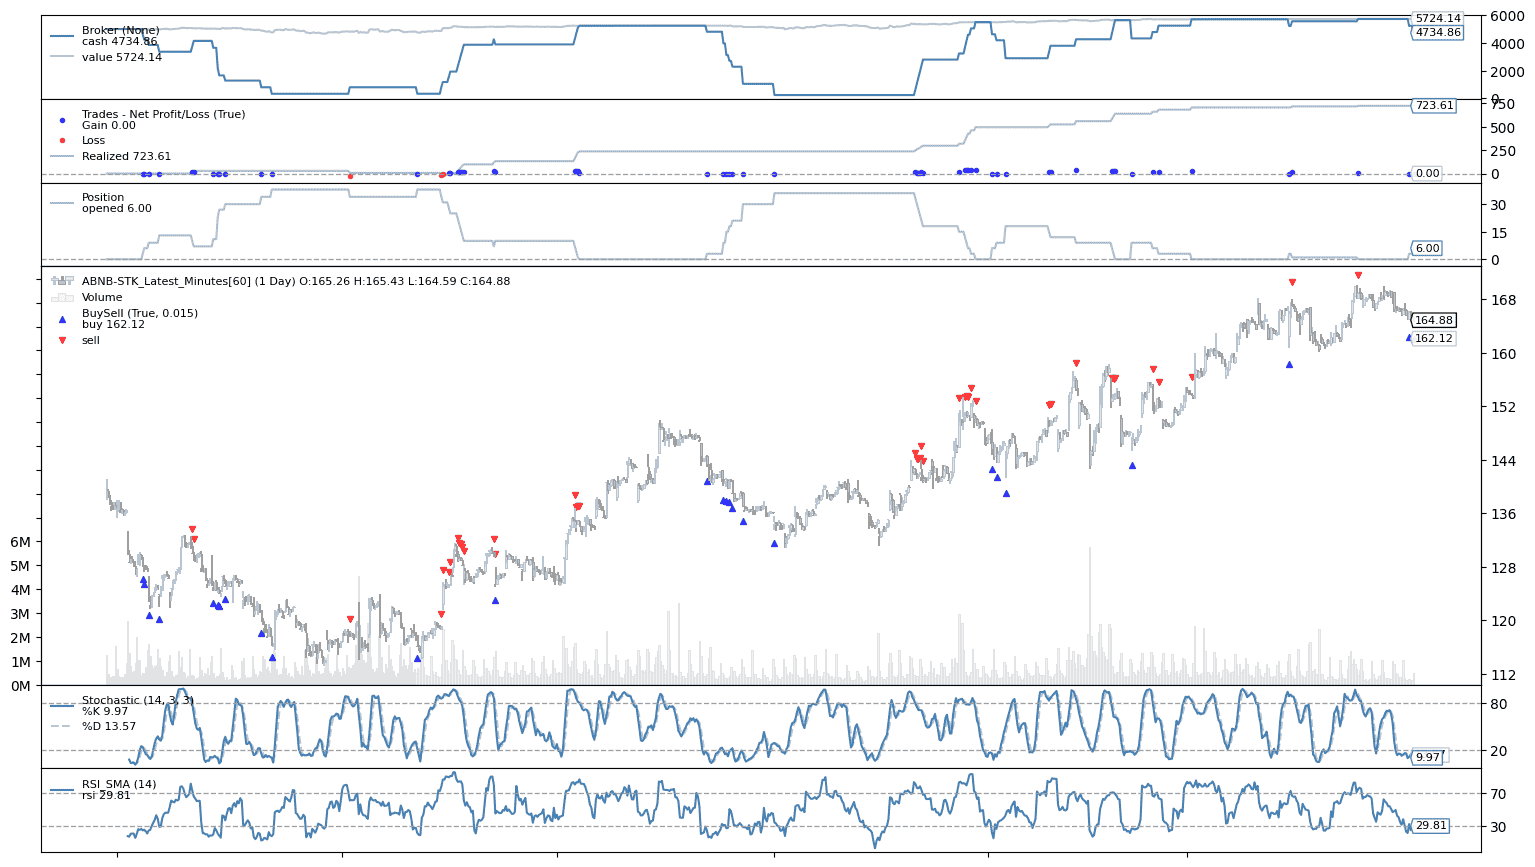 Broker (None)
cash 4734.86
value 5724.14
5724.14
4734.86
6000
4000
2000
0
Trades - Net Profit/Loss (True)
Gain 0.00
Loss
Realized 723.61
723.61
0.00
750
500
250
0
Position
opened 6.00
6.00
30
15
0
ABNB-STK_Latest_Minutes[60] (1 Day) O:165.26 H:165.43 L:164.59 C:164.88
Volume
BuySell (True, 0.015)
buy 162.12
sell
164.88
162.12
168
160
152
144
136
128
120
112
6M
5M
4M
3M
2M
1M
0M
Stochastic (14, 3, 3)
%K 9.97
%D 13.57
9.97
80
20
RSI_SMA (14)
rsi 29.81
29.81
70
30